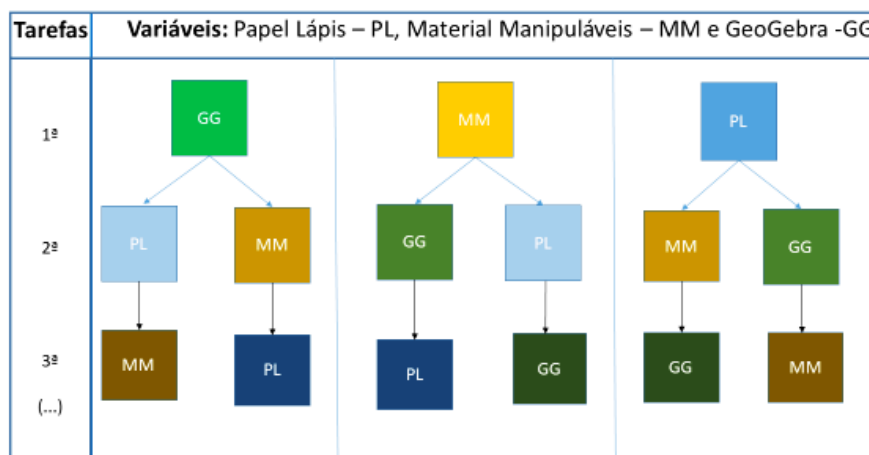 Tarefas Variáveis: Papel Lápis – PL, Material Manipuláveis – MM e GeoGebra -GG
1ª GG MM PL
2ª PL MM GG PL MM GG
3ª MM PL PL GG GG MM
(...)